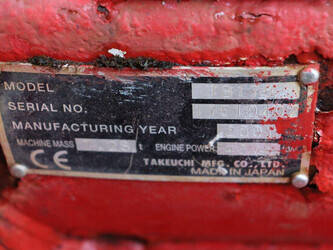 MODEL
SERIAL NO.
MANUFACTURING YEAR
MACHINE MASS t ENGINE POWER
CE TAKEUCHI MFG. CO., LTD.
MADE IN JAPAN